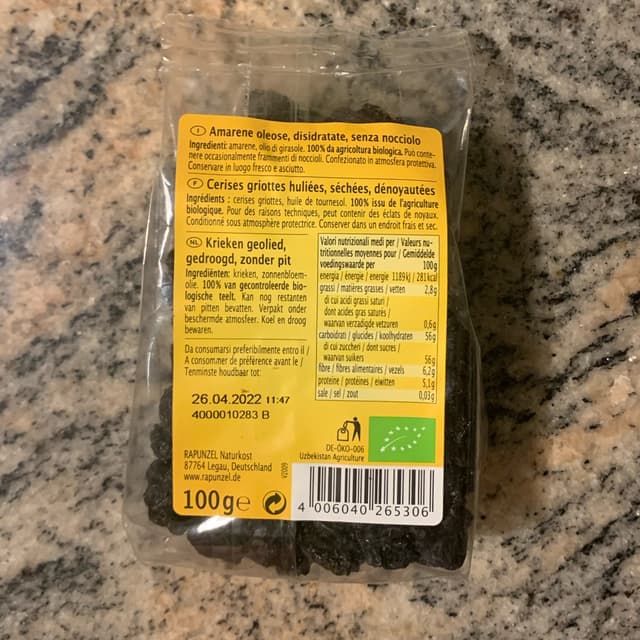 I Amarene oleose, disidratate, senza nocciolo
Ingredienti: amarene, olio di girasole. 100% da agricoltura biologica. Può conte-
nere occasionalmente frammenti di noccioli. Confezionato in atmosfera protettiva.
Conservare in luogo fresco e asciutto.
F Cerises griottes huilées, séchées, dénoyautées
Ingrédients : cerises griottes, huile de tournesol. 100% issu de l'agriculture
biologique. Pour des raisons techniques, peut contenir des éclats de noyaux.
Conditionné sous atmosphère protectrice. Conserver dans un endroit frais et sec.
NL Krieken geolied,
gedroogd, zonder pit
Ingrediënten: krieken, zonnebloem-
olie. 100% van gecontroleerde bio-
logische teelt. Kan nog restanten
van pitten bevatten. Verpakt onder
beschermde atmosfeer. Koel en droog
bewaren.
Da consumarsi preferibilmente entro il /
A consommer de préférence avant le /
Tenminste houdbaar tot:
26.04.2022 11:47
4000010283 B
Valori nutrizionali medi per / Valeurs nu-
tritionnelles moyennes pour / Gemiddelde
voedingswaarde per 100g
energia / énergie / energie 1189kJ / 281kcal
grassi / matières grasses / vetten 2,8g
di cui acidi grassi saturi /
dont acides gras saturés /
waarvan verzadigde vetzuren 0,6g
carboidrati / glucides / koolhydraten 56g
di cui zuccheri / dont sucres /
waarvan suikers 56g
fibre / fibres alimentaires / vezels 6,2g
proteine / protéines / eiwitten 5,1g
sale / sel / zout 0,03g
DE-ÖKO-006
Uzbekistan Agriculture
RAPUNZEL Naturkost
87764 Legau, Deutschland
www.rapunzel.de
V2009
100g e
4 006040 265306